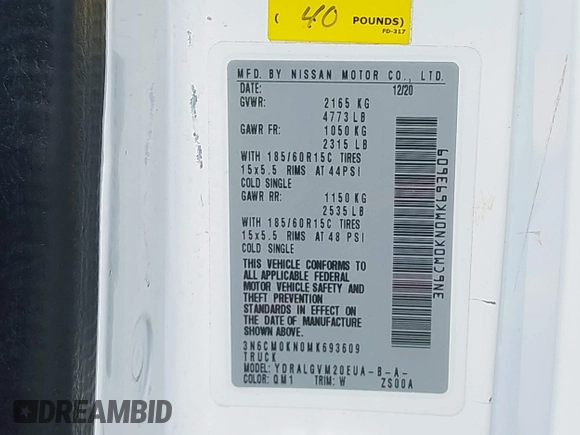 ( 40 POUNDS)
FD-317
MFD. BY NISSAN MOTOR CO., LTD.
DATE: 12/20
GVWR: 2165 KG
4773 LB
GAWR FR: 1050 KG
2315 LB
WITH 185/60R15C TIRES
15x5.5 RIMS AT 44PSI
COLD SINGLE
GAWR RR: 1150 KG
2535 LB
WITH 185/60R15C TIRES
15x5.5 RIMS AT 48 PSI
COLD SINGLE
THIS VEHICLE CONFORMS TO
ALL APPLICABLE FEDERAL
MOTOR VEHICLE SAFETY AND
THEFT PREVENTION
STANDARDS IN EFFECT ON
THE DATE OF MANUFACTURE
SHOWN ABOVE.
3N6CM0KN0MK693609
TRUCK
MODEL: YDRALGVM20EUA-B-A-
COLOR: QM1 TRIM: W ZS00A
3N6CM0KN0MK693609
DREAMBID